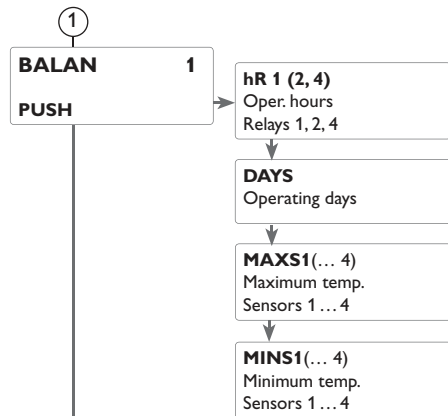 1
BALAN 1
PUSH
hR 1 (2, 4)
Oper. hours
Relays 1, 2, 4
DAYS
Operating days
MAXS1(... 4)
Maximum temp.
Sensors 1 ... 4
MINS1(... 4)
Minimum temp.
Sensors 1 ... 4